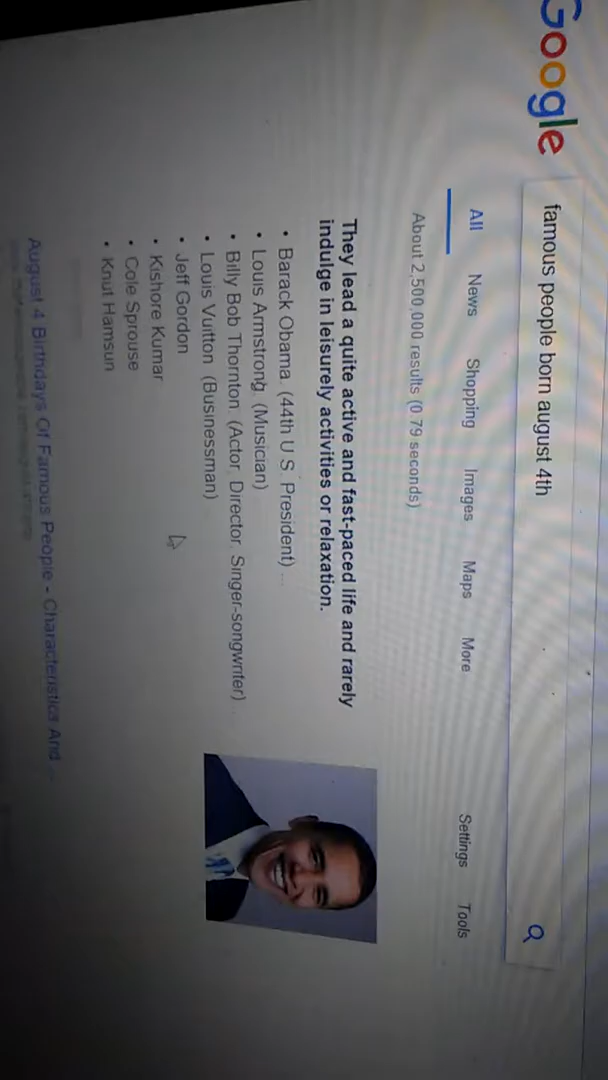 Google
famous people born august 4th
All News Shopping Images Maps More Settings Tools
About 2,500,000 results (0.79 seconds)
They lead a quite active and fast-paced life and rarely
indulge in leisurely activities or relaxation.
• Barack Obama. (44th U.S. President) ...
• Louis Armstrong. (Musician)
• Billy Bob Thornton. (Actor, Director, Singer-songwriter) ...
• Louis Vuitton. (Businessman)
• Jeff Gordon
• Kishore Kumar
• Cole Sprouse
• Knut Hamsun
August 4 Birthdays Of Famous People - Characteristics And ...